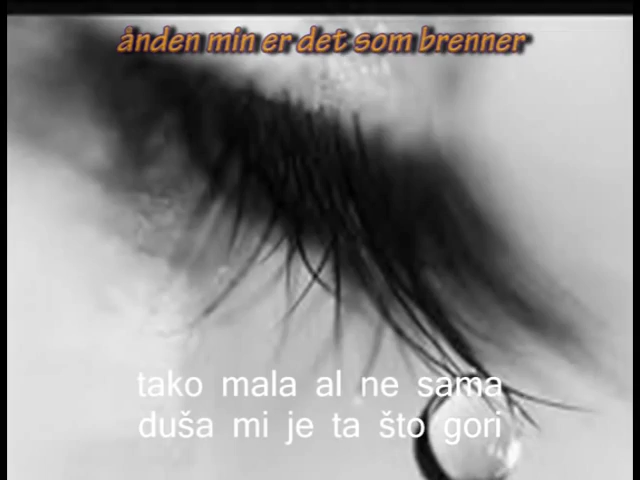 ånden min er det som brenner
tako mala al ne sama
duša mi je ta što gori